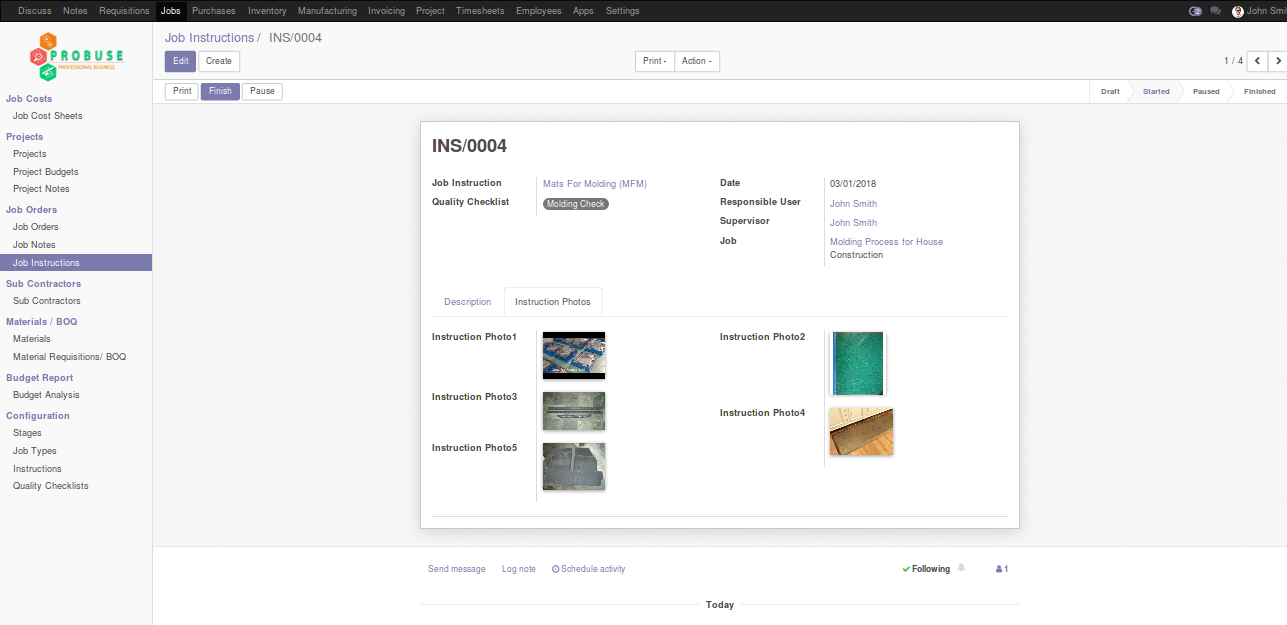 Discuss Notes Requisitions Jobs Purchases Inventory Manufacturing Invoicing Project Timesheets Employees Apps Settings
2 John Smi
PROBUSE
PROFESSIONAL BUSINESS
Job Costs
Job Cost Sheets
Projects
Projects
Project Budgets
Project Notes
Job Orders
Job Orders
Job Notes
Job Instructions
Sub Contractors
Sub Contractors
Materials / BOQ
Materials
Material Requisitions/ BOQ
Budget Report
Budget Analysis
Configuration
Stages
Job Types
Instructions
Quality Checklists
Job Instructions / INS/0004
Edit Create
Print Action
1 / 4
Print Finish Pause
Draft Started Paused Finished
INS/0004
Job Instruction Mats For Molding (MFM)
Quality Checklist Molding Check
Date 03/01/2018
Responsible User John Smith
Supervisor John Smith
Job Molding Process for House
Construction
Description Instruction Photos
Instruction Photo1
Instruction Photo2
Instruction Photo3
Instruction Photo4
Instruction Photo5
Send message Log note Schedule activity
Following 1
Today